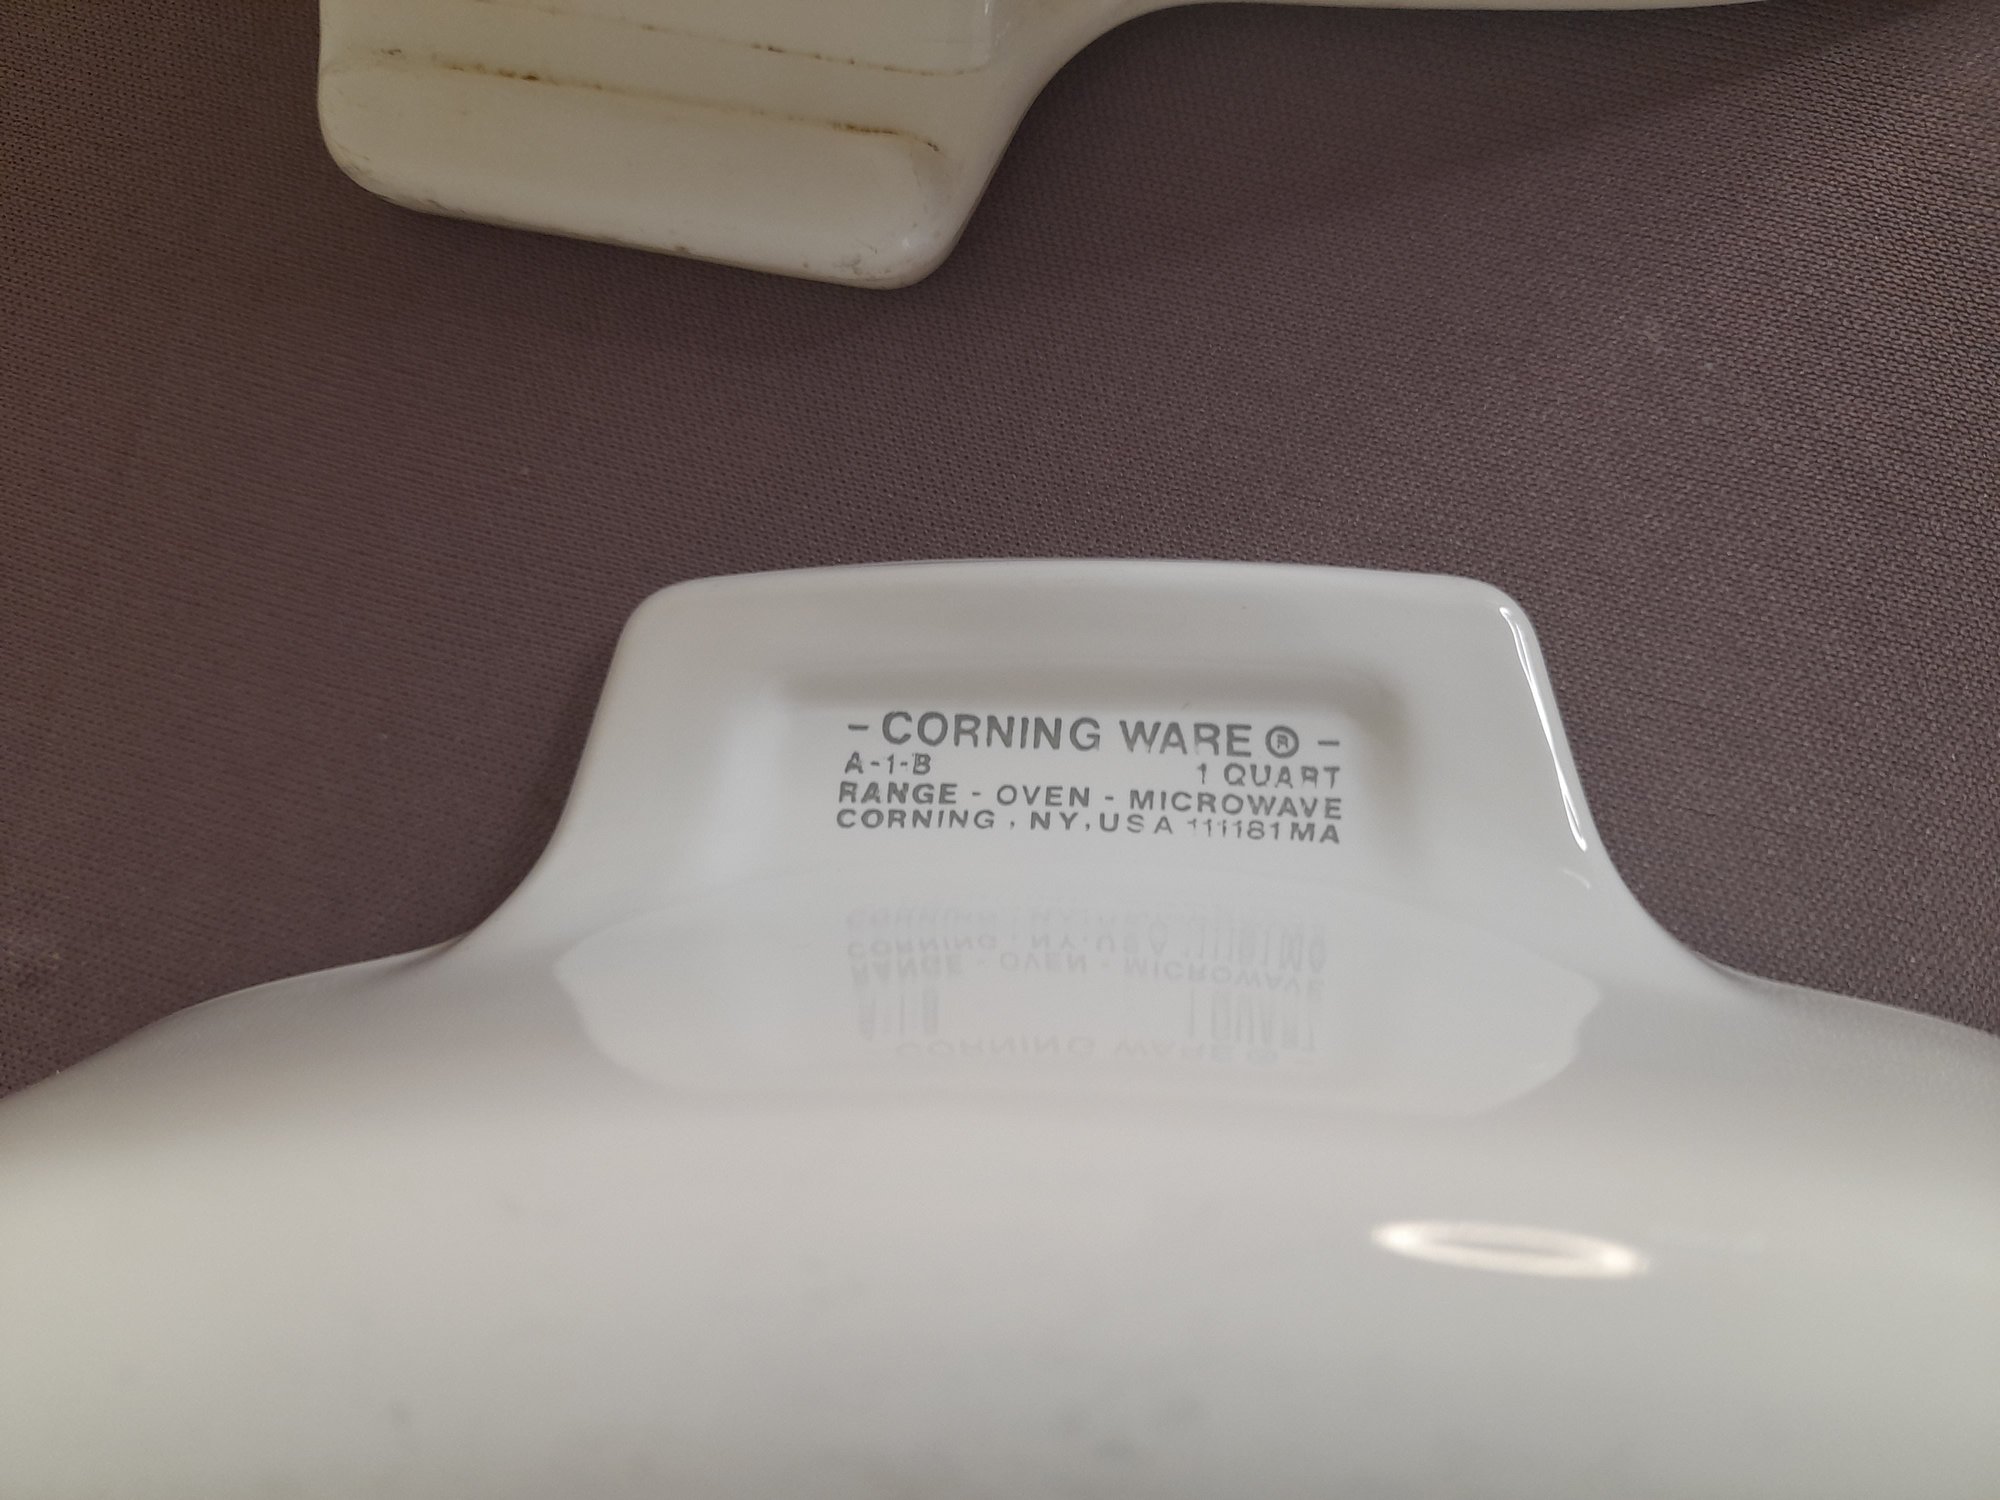 - CORNING WARE ® -
A-1-B 1 QUART
RANGE - OVEN - MICROWAVE
CORNING , NY, USA 111181MA